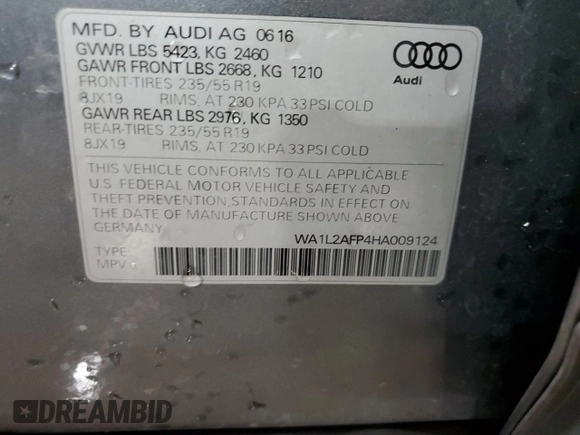 MFD. BY AUDI AG 06 16
GVWR LBS 5423, KG 2460
GAWR FRONT LBS 2668, KG 1210
FRONT-TIRES 235/55 R19
8JX19 RIMS, AT 230 KPA 33 PSI COLD
GAWR REAR LBS 2976, KG 1350
REAR-TIRES 235/55 R19
8JX19 RIMS, AT 230 KPA 33 PSI COLD
Audi
THIS VEHICLE CONFORMS TO ALL APPLICABLE
U.S. FEDERAL MOTOR VEHICLE SAFETY AND
THEFT PREVENTION STANDARDS IN EFFECT ON
THE DATE OF MANUFACTURE SHOWN ABOVE
GERMANY
WA1L2AFP4HA009124
TYPE
MPV
DREAMBID